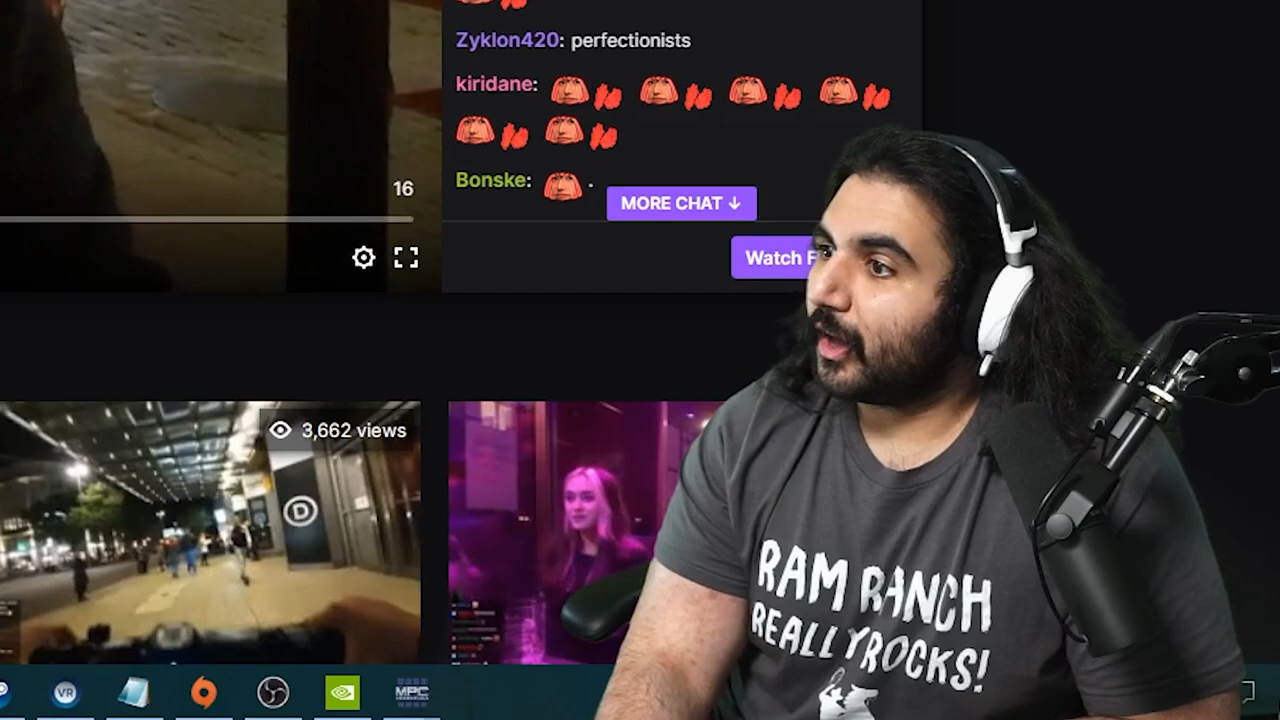 Zyklon420: perfectionists
kiridane:
16
Bonske: .
MORE CHAT ↓
Watch F
3,662 views
D
RAM RANCH
REALLY ROCKS!
VR
MPC